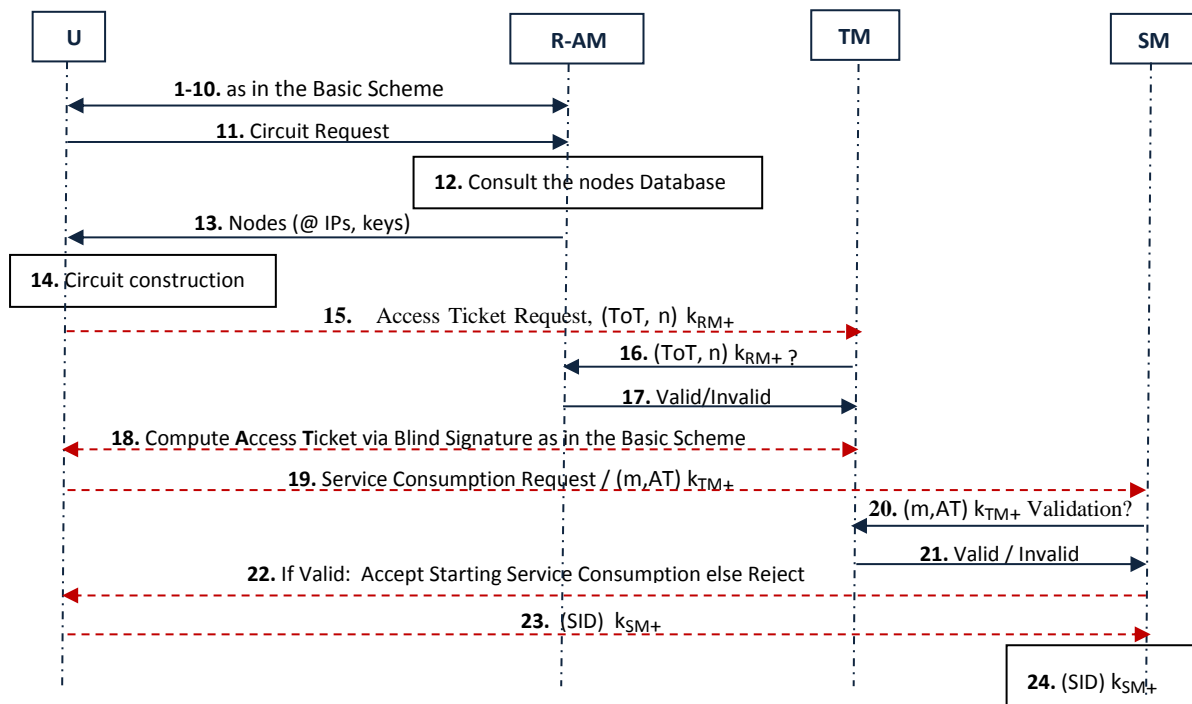 U R-AM TM SM
1-10. as in the Basic Scheme
11. Circuit Request
12. Consult the nodes Database
13. Nodes (@ IPs, keys)
14. Circuit construction
15. Access Ticket Request, (ToT, n) kRM+
16. (ToT, n) kRM+ ?
17. Valid/Invalid
18. Compute Access Ticket via Blind Signature as in the Basic Scheme
19. Service Consumption Request / (m,AT) kTM+
20. (m,AT) kTM+ Validation?
21. Valid / Invalid
22. If Valid: Accept Starting Service Consumption else Reject
23. (SID) kSM+
24. (SID) kSM+